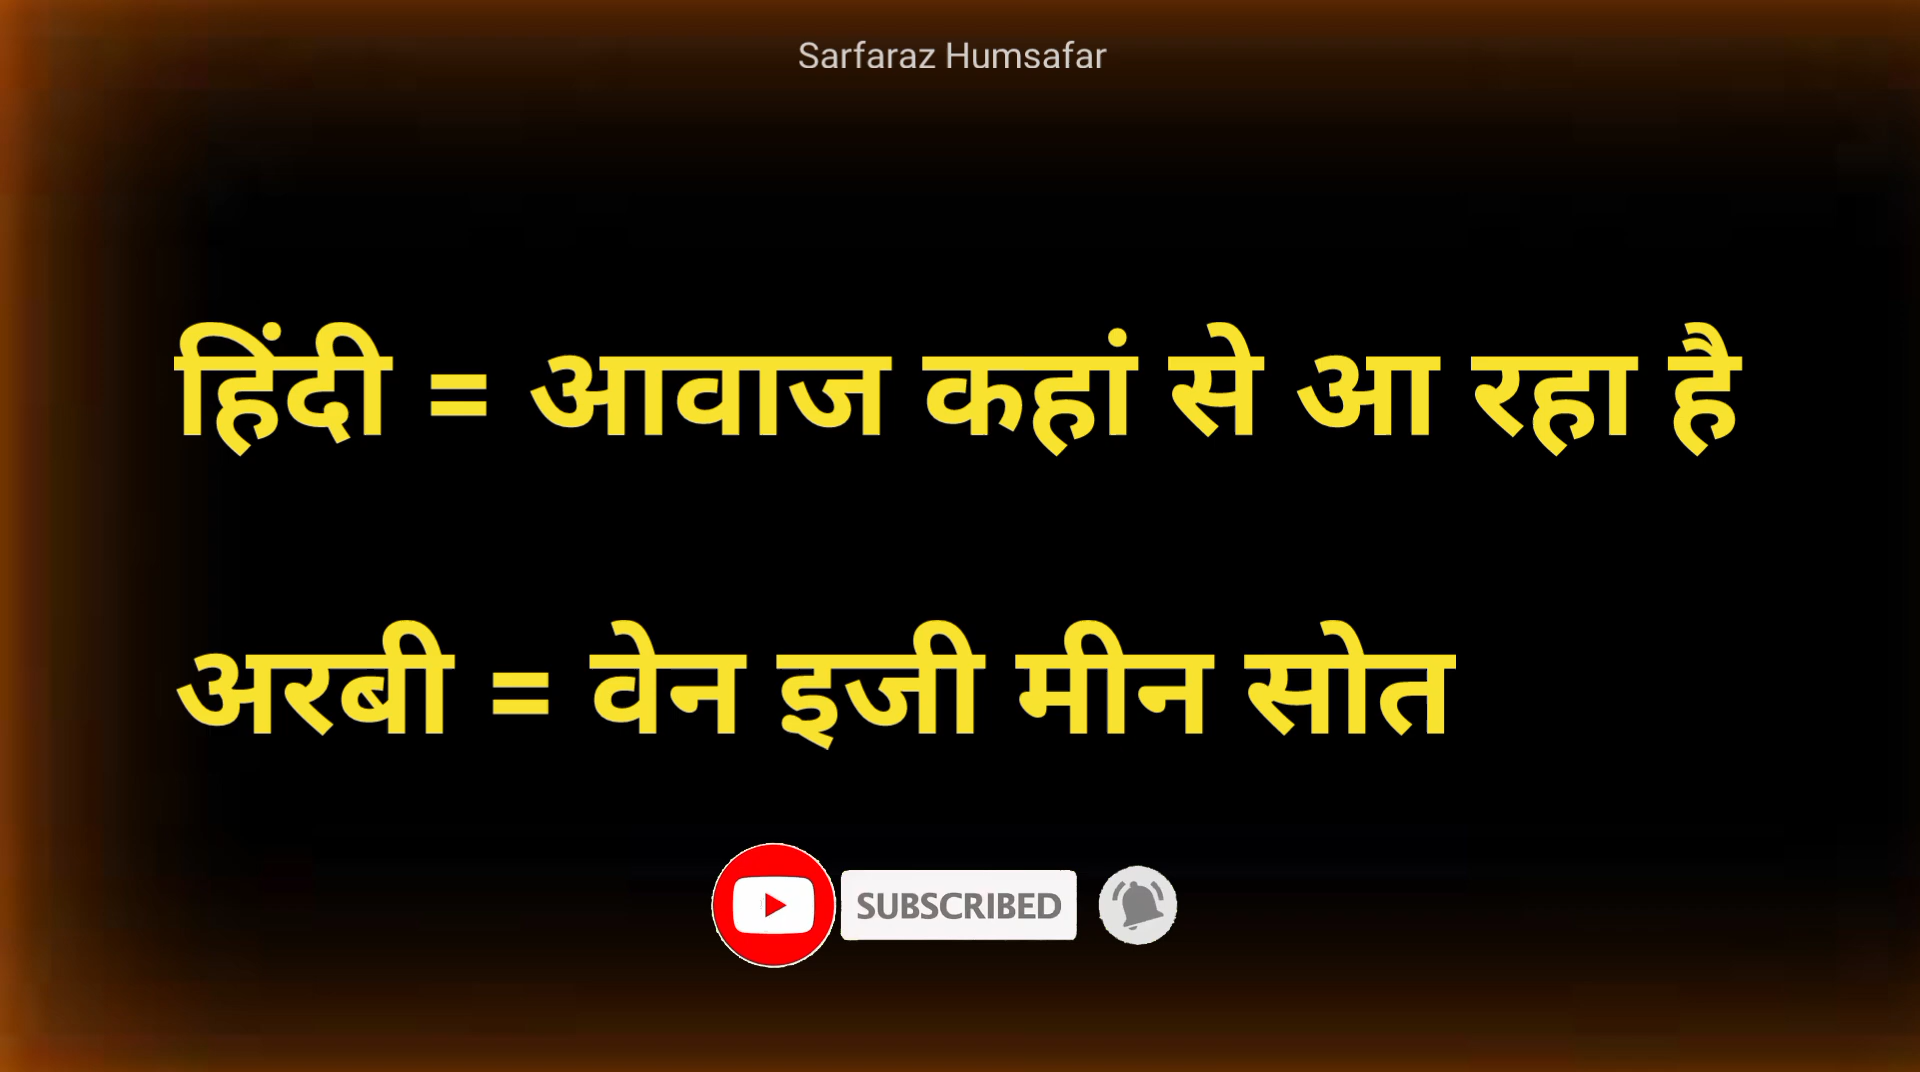 Sarfaraz Humsafar
हिंदी = आवाज कहां से आ रहा है
अरबी = वेन इजी मीन सोत
SUBSCRIBED